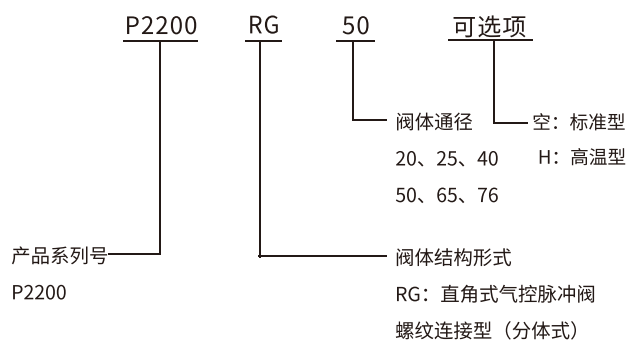 P2200 RG 50 可选项
阀体通径 空：标准型
20、25、40 H：高温型
50、65、76
产品系列号 阀体结构形式
P2200 RG：直角式气控脉冲阀
螺纹连接型（分体式）